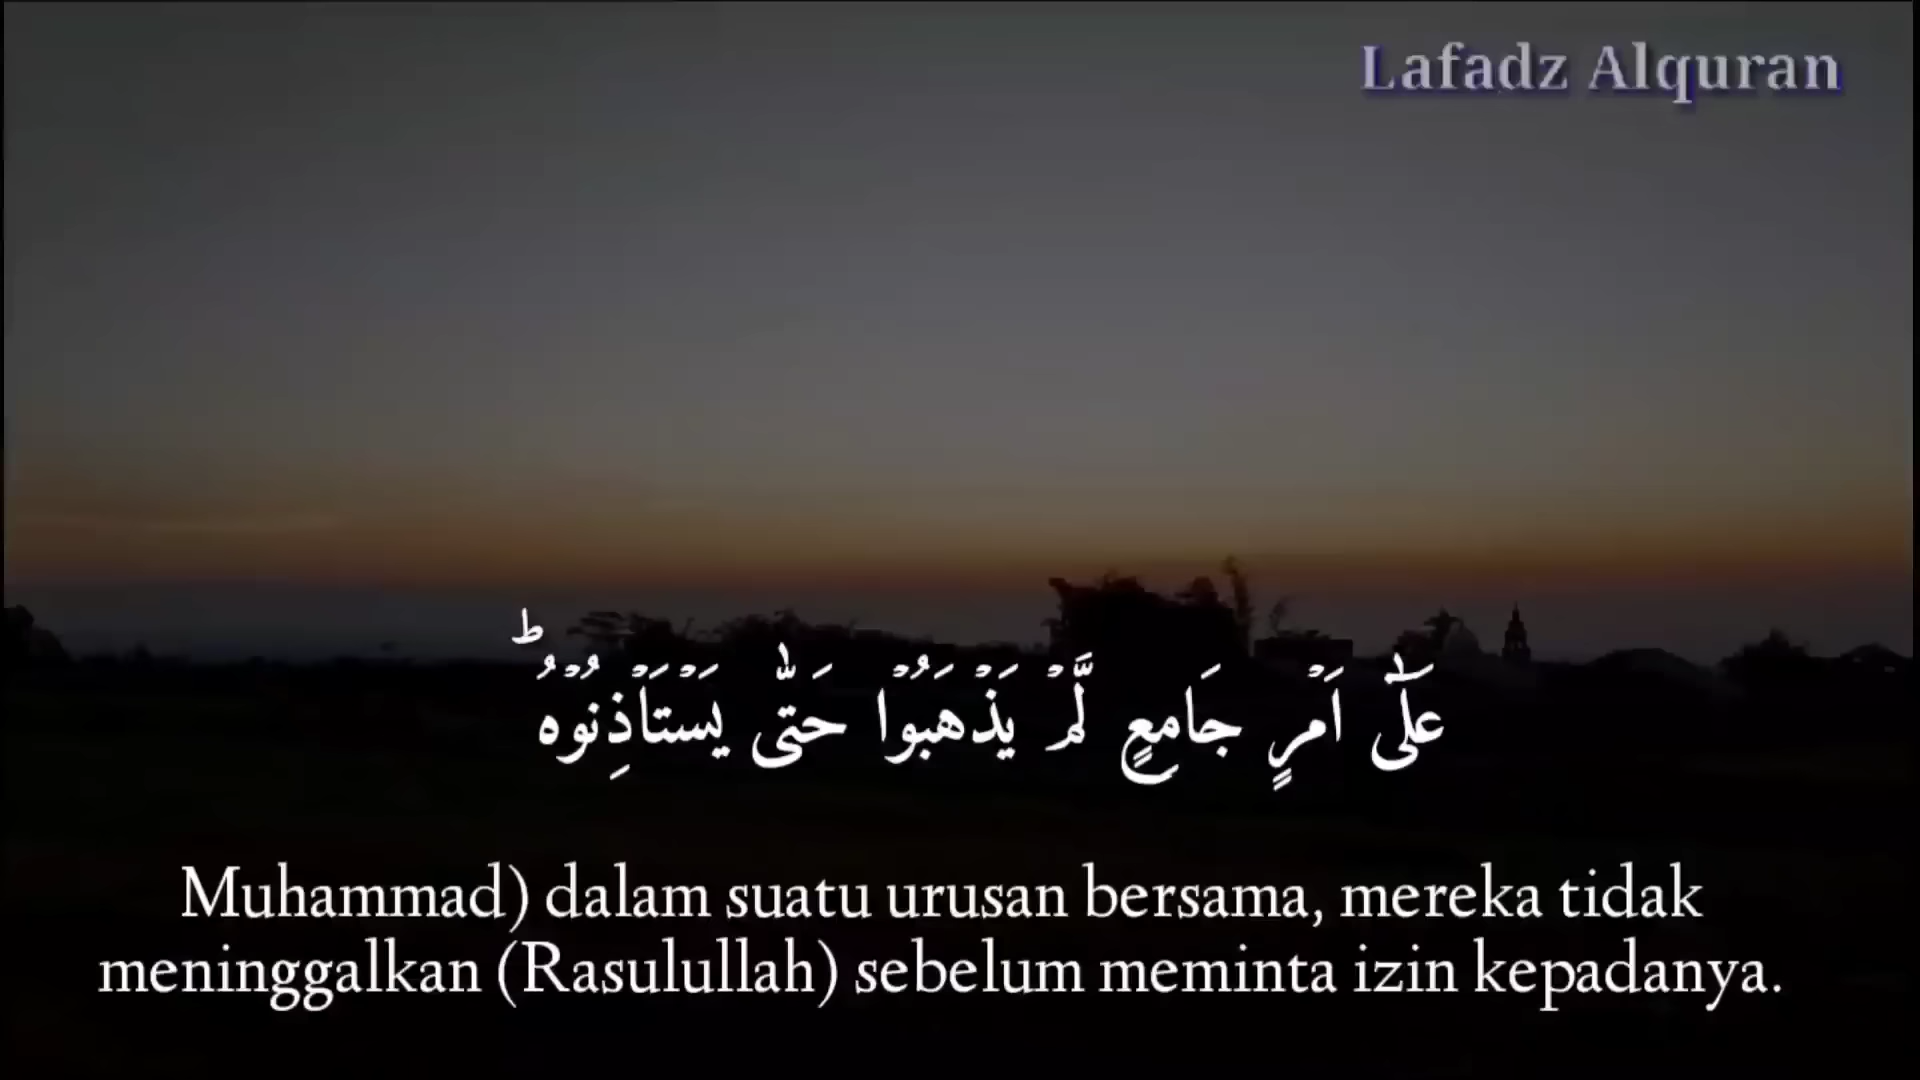 Lafadz Alquran
عَلٰٓى اَمْرٍ جَامِعٍ لَّمْ يَذْهَبُوْا حَتّٰى يَسْتَاْذِنُوْهُ ۗ
Muhammad) dalam suatu urusan bersama, mereka tidak
meninggalkan (Rasulullah) sebelum meminta izin kepadanya.